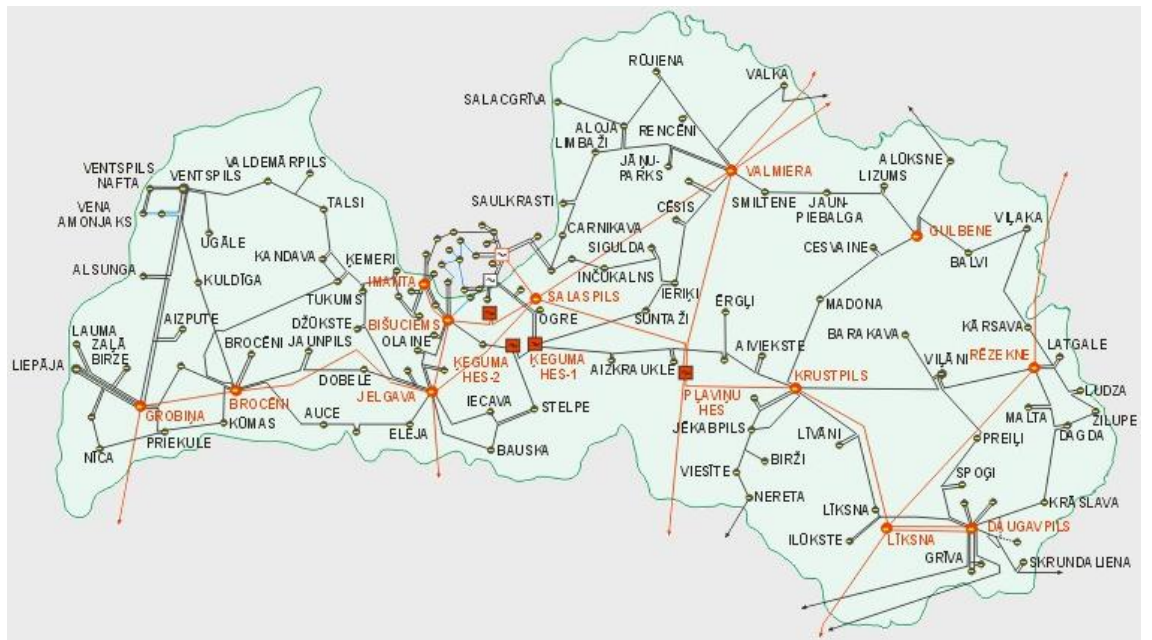 RŪJIENA
VALKA
SALACGRĪVA
RENCĒNI
ALOJA
LIMBAŽI
JĀŅU-
PARKS
VALMIERA
ALŪKSNE
LIZUMS
SMILTENE
JAUN-
PIEBALGA
GULBENE
VIĻAKA
CESVAINE
BALVI
VENTSPILS
NAFTA
VENTSPILS
VALDEMĀRPILS
VENA
AMONJAKS
TALSI
UGĀLE
SAULKRASTI
CĒSIS
CARNIKAVA
SIGULDA
ALSUNGA
KULDĪGA
KANDAVA
ĶEMERI
IMANTA
INČUKALNS
IERIĶI
TUKUMS
SALASPILS
MADONA
ĒRGĻI
OGRE
SUNTAŽI
KĀRSAVA
LAUMA
ZAĻĀ
BIRZE
AIZPUTE
DŽŪKSTE
BIŠUCIEMS
BARAKAVA
LIEPĀJA
BROCĒNI
JAUNPILS
OLAINE
ĶEGUMA
HES-2
ĶEGUMA
HES-1
AIZKRAUKLE
AIVIEKSTE
VIĻĀNI
RĒZEKNE
LATGALE
DOBELE
JELGAVA
PĻAVIŅU
HES
KRUSTPILS
LUDZA
GROBIŅA
BROCĒNI
KŪMAS
AUCE
IECAVA
STELPE
MALTA
ZILUPE
DAGDA
PRIEKULE
ELEJA
JĒKABPILS
LĪVĀNI
PREIĻI
NĪCA
BAUSKA
BIRŽI
VIESĪTE
SPOĢI
NERETA
LĪKSNA
KRĀSLAVA
ILŪKSTE
LĪKSNA
DAUGAVPILS
GRĪVA
SKRUNDALIENA